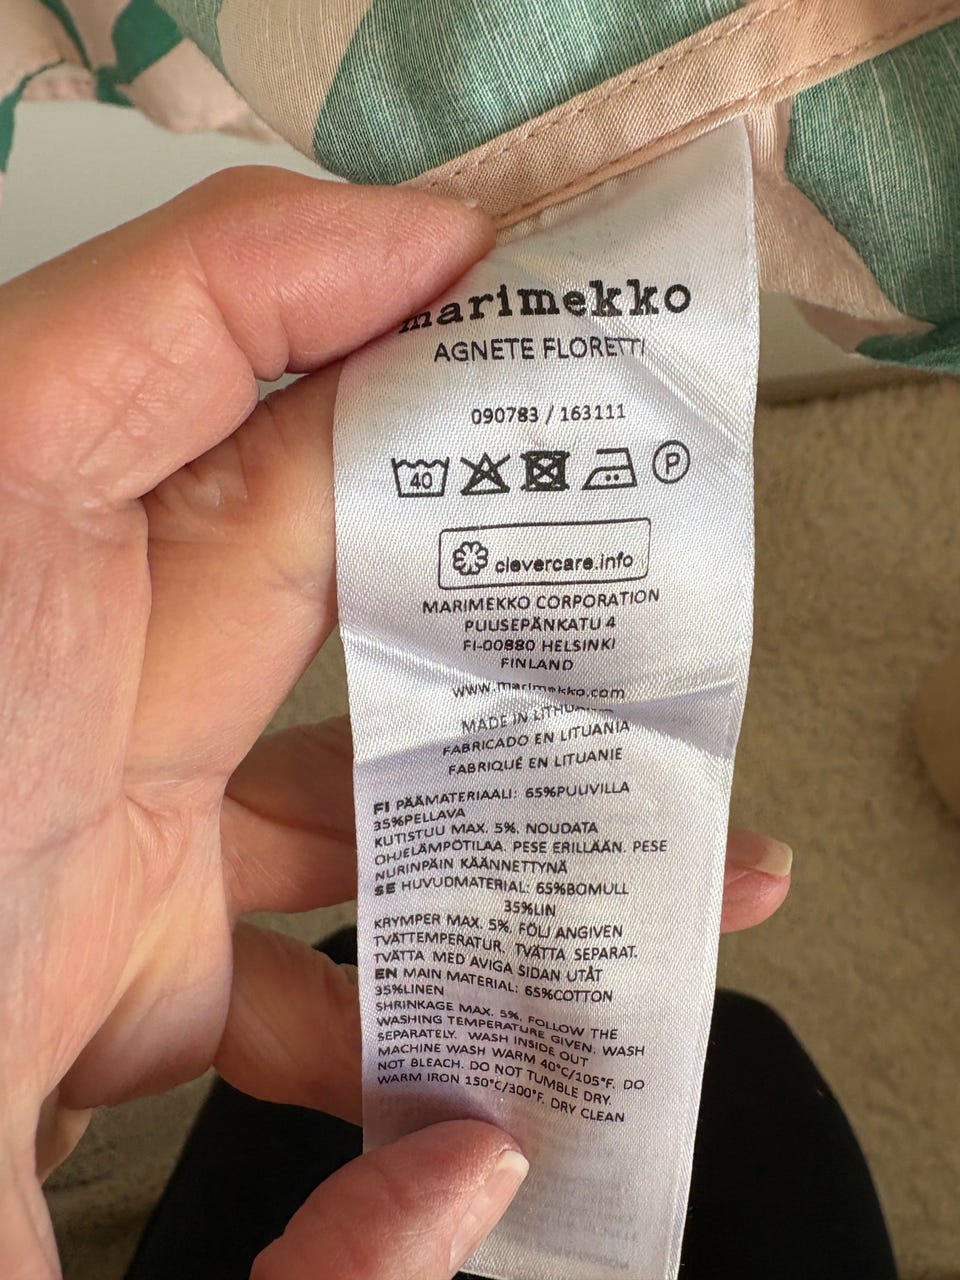 marimekko
AGNETE FLORETTI
090783 / 163111
40 P
clevercare.info
MARIMEKKO CORPORATION
PUUSEPÄNKATU 4
FI-00880 HELSINKI
FINLAND
www.marimekko.com
MADE IN LITHUANIA
FABRICADO EN LITUANIA
FABRIQUÉ EN LITUANIE
FI PÄÄMATERIAALI: 65%PUUVILLA
35%PELLAVA
KUTISTUU MAX. 5%. NOUDATA
OHJELÄMPÖTILAA. PESE ERILLÄÄN. PESE
NURINPÄIN KÄÄNNETTYNÄ
SE HUVUDMATERIAL: 65%BOMULL
35%LIN
KRYMPER MAX. 5%. FÖLJ ANGIVEN
TVÄTTEMPERATUR. TVÄTTA SEPARAT.
TVÄTTA MED AVIGA SIDAN UTÅT
EN MAIN MATERIAL: 65%COTTON
35%LINEN
SHRINKAGE MAX. 5%. FOLLOW THE
WASHING TEMPERATURE GIVEN. WASH
SEPARATELY. WASH INSIDE OUT
MACHINE WASH WARM 40°C/105°F. DO
NOT BLEACH. DO NOT TUMBLE DRY.
WARM IRON 150°C/300°F. DRY CLEAN